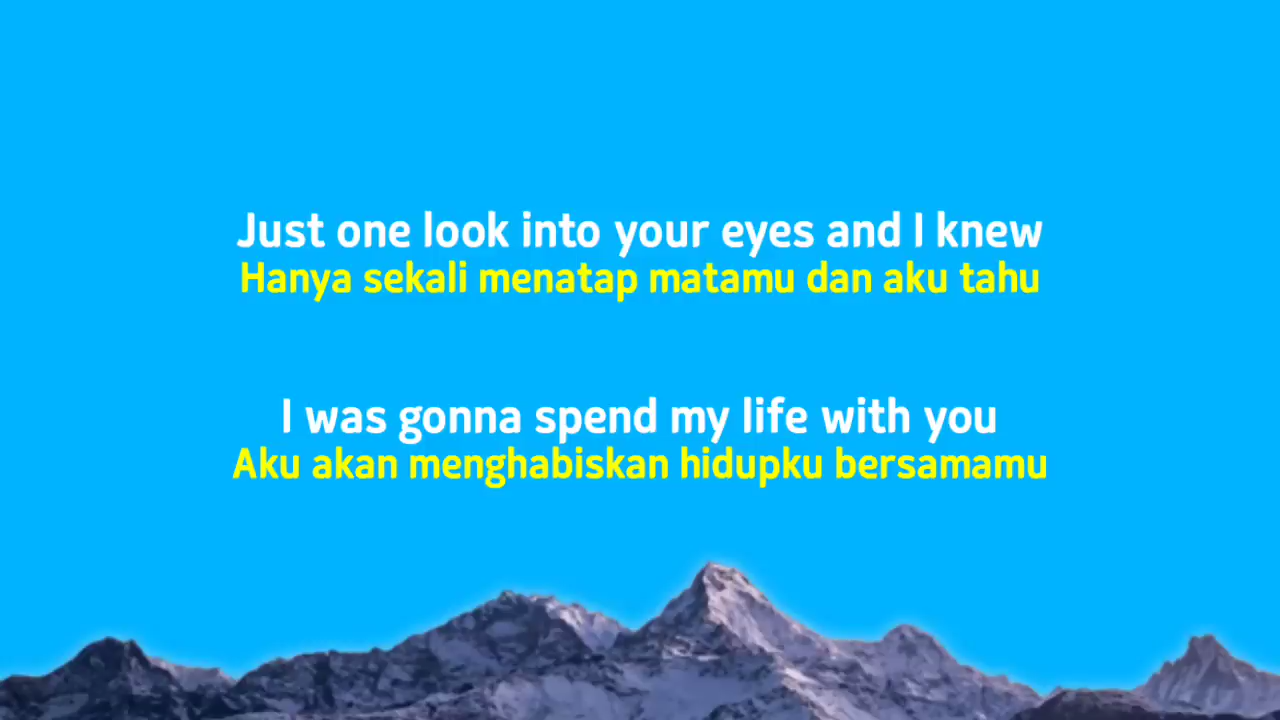 Just one look into your eyes and I knew
Hanya sekali menatap matamu dan aku tahu
I was gonna spend my life with you
Aku akan menghabiskan hidupku bersamamu